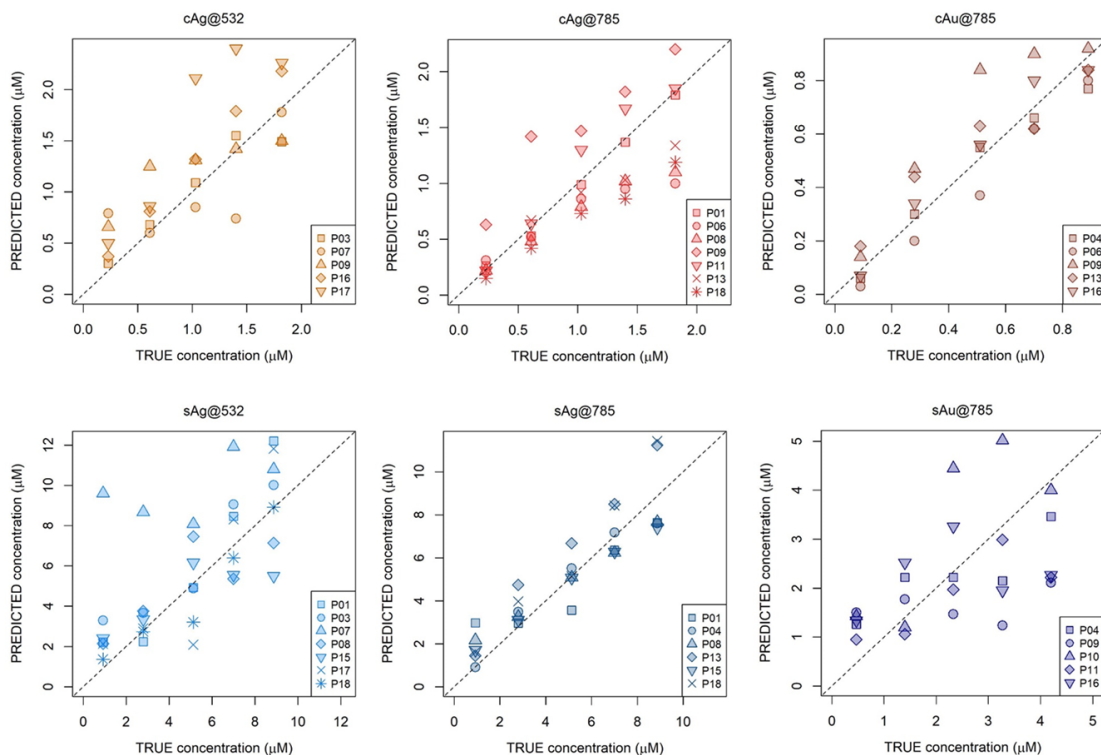 cAg@532
PREDICTED concentration (μM)
2.0
1.5
1.0
0.5
0.0
P03
P07
P09
P16
P17
0.0 0.5 1.0 1.5 2.0
TRUE concentration (μM)
cAg@785
PREDICTED concentration (μM)
2.0
1.5
1.0
0.5
0.0
P01
P06
P08
P09
P11
P13
P18
0.0 0.5 1.0 1.5 2.0
TRUE concentration (μM)
cAu@785
PREDICTED concentration (μM)
0.8
0.6
0.4
0.2
0.0
P04
P06
P09
P13
P16
0.0 0.2 0.4 0.6 0.8
TRUE concentration (μM)
sAg@532
PREDICTED concentration (μM)
12
10
8
6
4
2
0
P01
P03
P07
P08
P15
P17
P18
0 2 4 6 8 10 12
TRUE concentration (μM)
sAg@785
PREDICTED concentration (μM)
10
8
6
4
2
0
P01
P04
P08
P13
P15
P18
0 2 4 6 8 10
TRUE concentration (μM)
sAu@785
PREDICTED concentration (μM)
5
4
3
2
1
0
P04
P09
P10
P11
P16
0 1 2 3 4 5
TRUE concentration (μM)